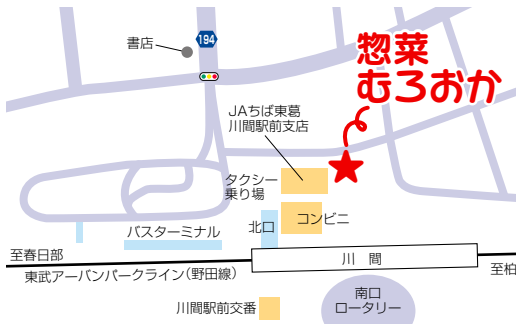 書店
194
惣菜
むろおか
JAちば東葛
川間駅前支店
タクシー
乗り場
コンビニ
北口
バスターミナル
至春日部
川間
東武アーバンパークライン(野田線)
至柏
南口
ロータリー
川間駅前交番